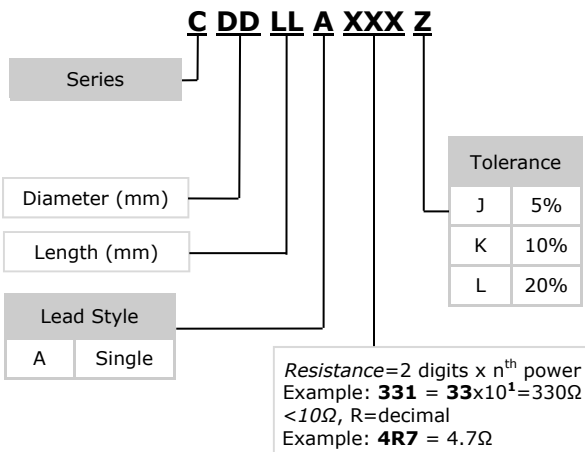 C DD LL A XXX Z
Series
Diameter (mm)
Length (mm)
Lead Style
A Single
Tolerance
J 5%
K 10%
L 20%
Resistance=2 digits x nth power
Example: 331 = 33x10¹=330Ω
<10Ω, R=decimal
Example: 4R7 = 4.7Ω